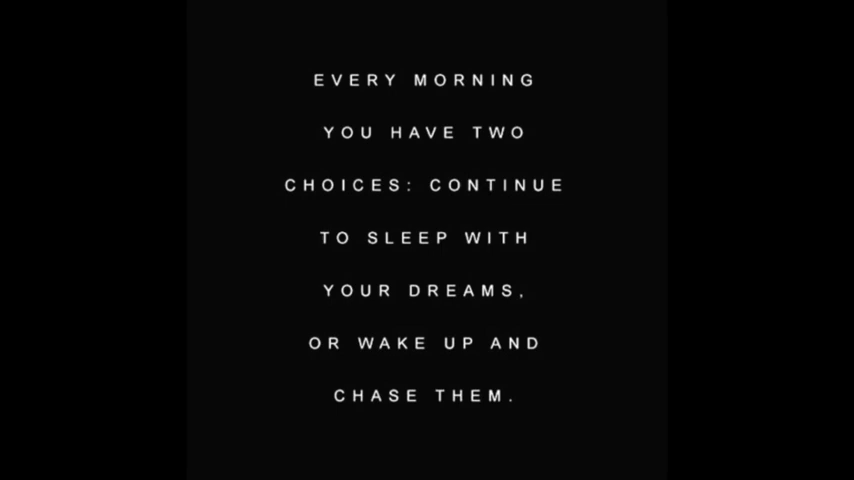 EVERY MORNING
YOU HAVE TWO
CHOICES: CONTINUE
TO SLEEP WITH
YOUR DREAMS,
OR WAKE UP AND
CHASE THEM.